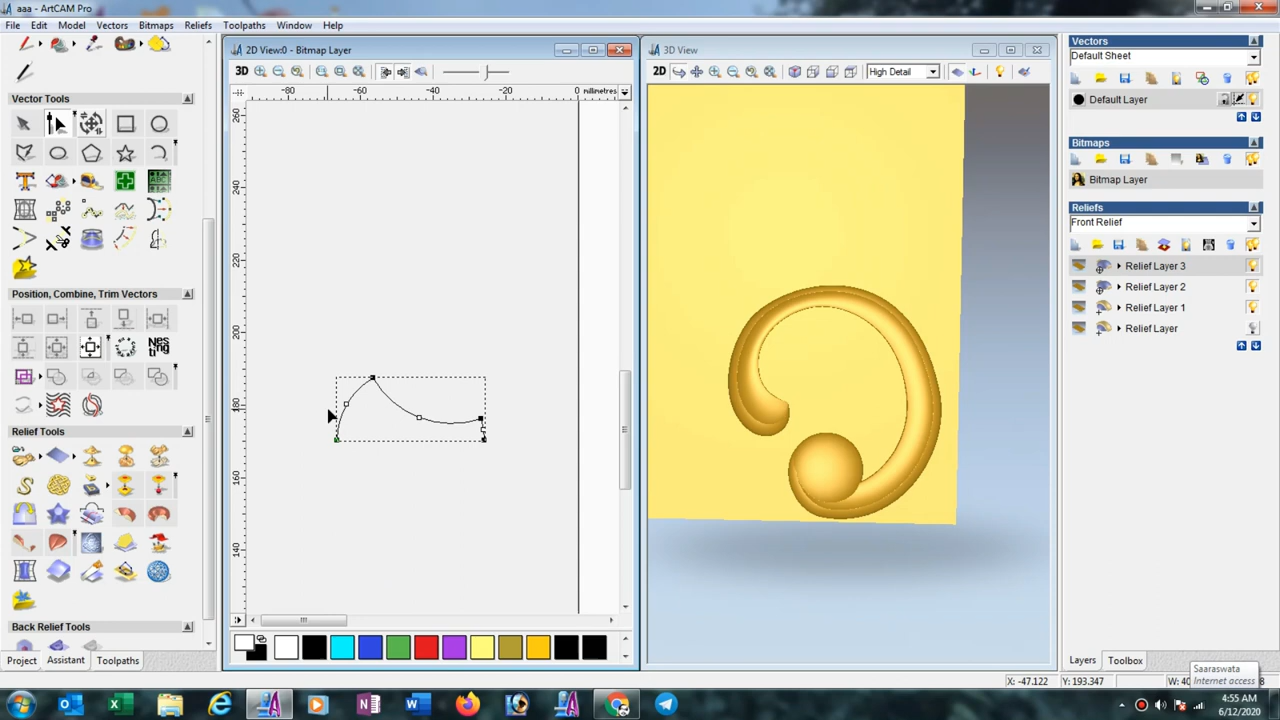 aaa - ArtCAM Pro
File Edit Model Vectors Bitmaps Reliefs Toolpaths Window Help
2D View:0 - Bitmap Layer
3D View
Vectors
Default Sheet
3D
2D
High Detail
-80 -60 -40 -20 0 millimetres
Default Layer
Vector Tools
260
240
220
200
180
160
140
Bitmaps
Bitmap Layer
Reliefs
Front Relief
Relief Layer 3
Relief Layer 2
Relief Layer 1
Relief Layer
Position, Combine, Trim Vectors
Relief Tools
Back Relief Tools
Project Assistant Toolpaths
Layers Toolbox
Saaraswata
Internet access
X: -47.122 Y: 193.347 W: 40
8
4:55 AM
6/12/2020